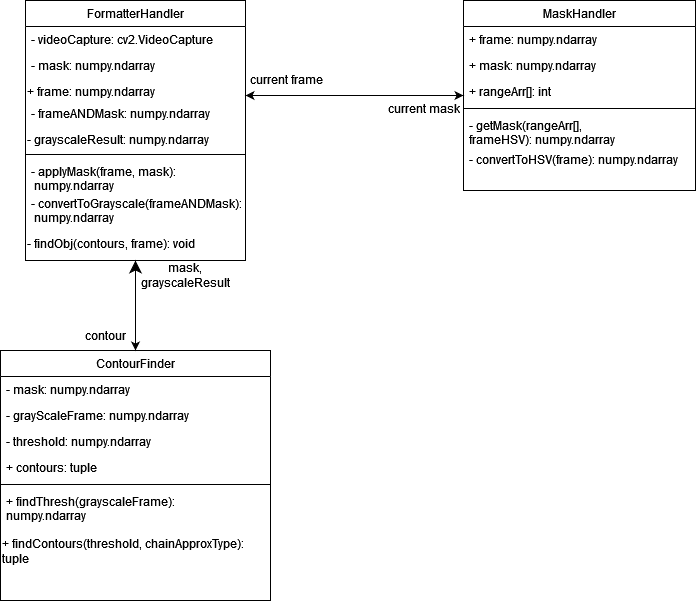 FormatterHandler
- videoCapture: cv2.VideoCapture
- mask: numpy.ndarray
+ frame: numpy.ndarray
- frameANDMask: numpy.ndarray
- grayscaleResult: numpy.ndarray
- applyMask(frame, mask):
numpy.ndarray
- convertToGrayscale(frameANDMask):
numpy.ndarray
- findObj(contours, frame): void
current frame
current mask
MaskHandler
+ frame: numpy.ndarray
+ mask: numpy.ndarray
+ rangeArr[]: int
- getMask(rangeArr[],
frameHSV): numpy.ndarray
- convertToHSV(frame): numpy.ndarray
mask,
grayscaleResult
contour
ContourFinder
- mask: numpy.ndarray
- grayScaleFrame: numpy.ndarray
- threshold: numpy.ndarray
+ contours: tuple
+ findThresh(grayscaleFrame):
numpy.ndarray
+ findContours(threshold, chainApproxType):
tuple